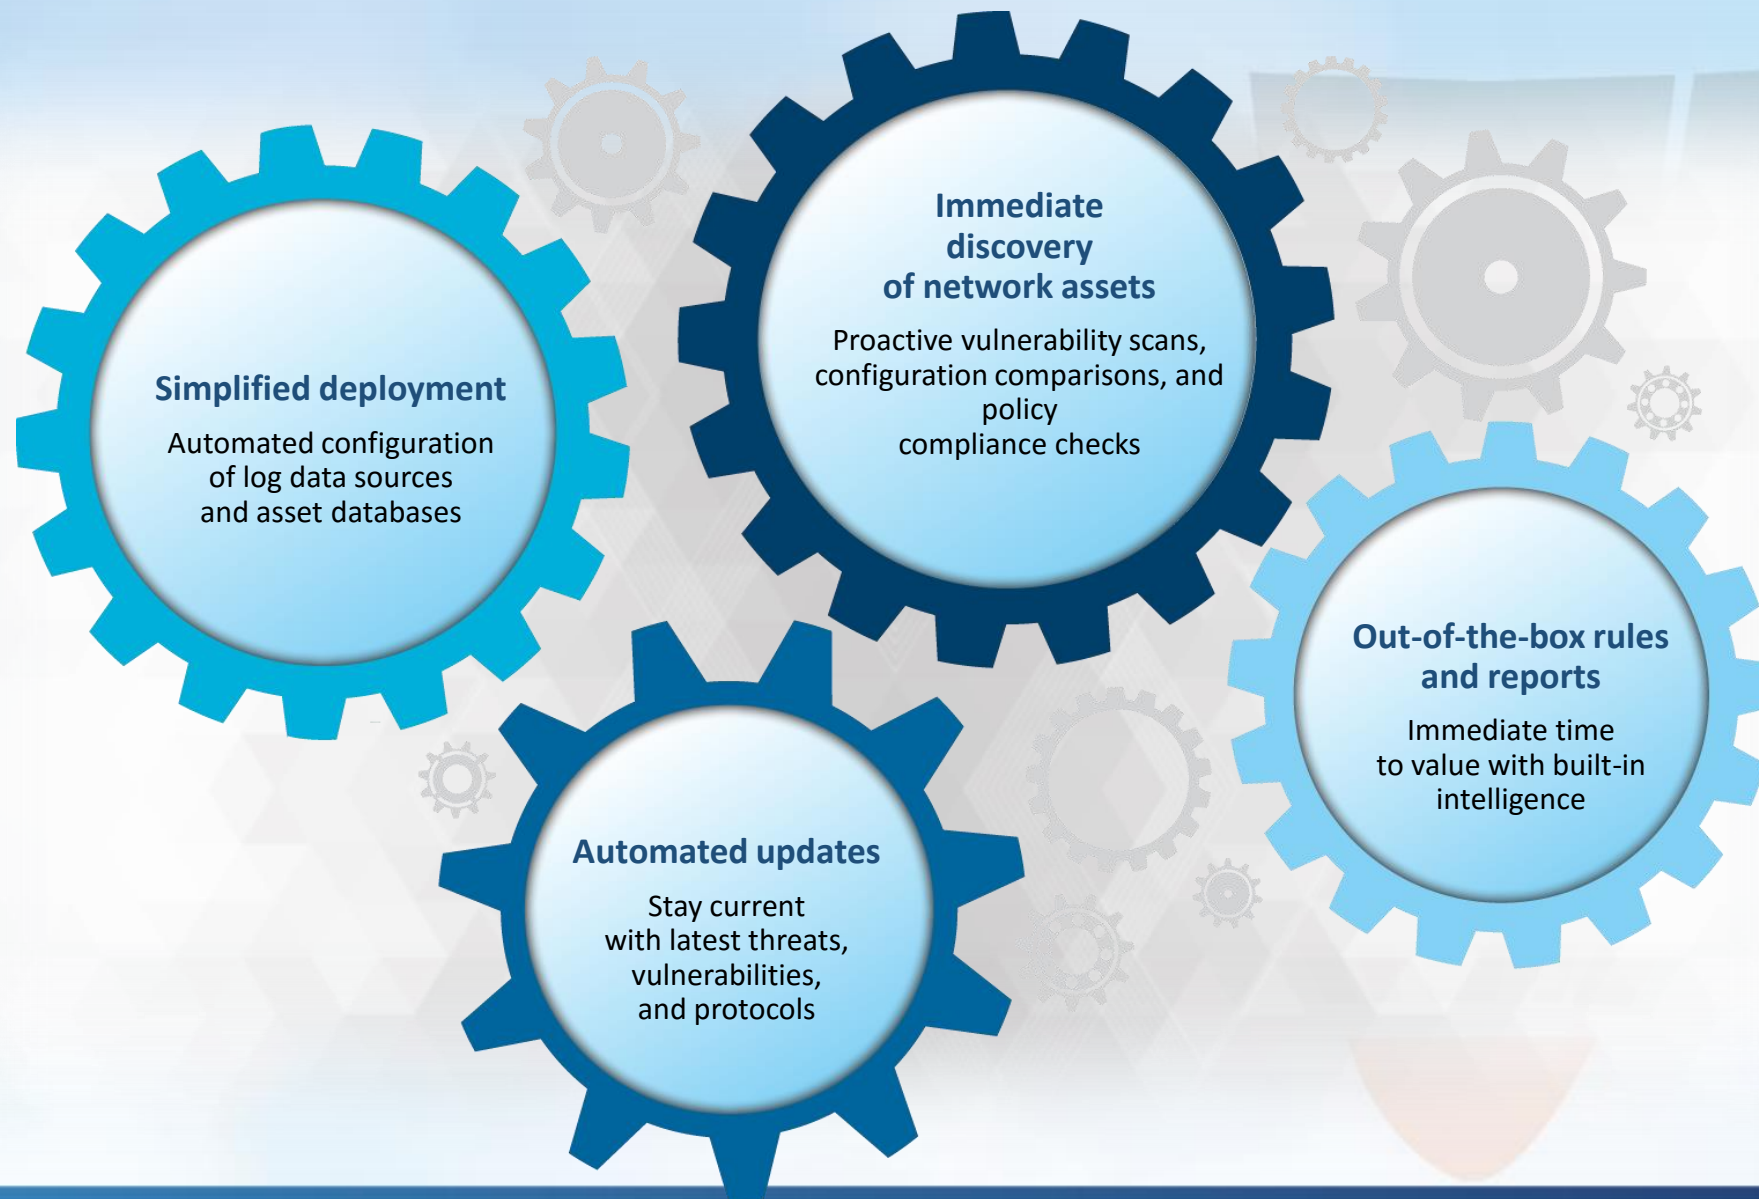 Simplified deployment
Automated configuration
of log data sources
and asset databases
Immediate
discovery
of network assets
Proactive vulnerability scans,
configuration comparisons, and
policy
compliance checks
Automated updates
Stay current
with latest threats,
vulnerabilities,
and protocols
Out-of-the-box rules
and reports
Immediate time
to value with built-in
intelligence